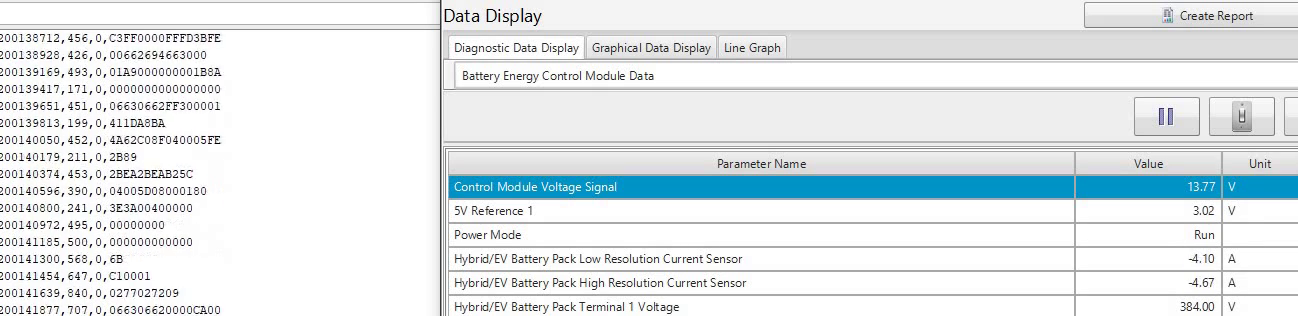 200138712,456,0,C3FF0000FFFD3BFE
200138928,426,0,00662694663000
200139169,493,0,01A9000000001B8A
200139417,171,0,0000000000000000
200139651,451,0,06630662FF300001
200139813,199,0,411DA8BA
200140050,452,0,4A62C08F040005FE
200140179,211,0,2B89
200140374,453,0,2BEA2BEAB25C
200140596,390,0,04005D08000180
200140800,241,0,3E3A00400000
200140972,495,0,00000000
200141185,500,0,000000000000
200141300,568,0,6B
200141454,647,0,C10001
200141639,840,0,0277027209
200141877,707,0,066306620000CA00
Data Display
Create Report
Diagnostic Data Display Graphical Data Display Line Graph
Battery Energy Control Module Data
Parameter Name Value Unit
Control Module Voltage Signal 13.77 V
5V Reference 1 3.02 V
Power Mode Run
Hybrid/EV Battery Pack Low Resolution Current Sensor -4.10 A
Hybrid/EV Battery Pack High Resolution Current Sensor -4.67 A
Hybrid/EV Battery Pack Terminal 1 Voltage 384.00 V